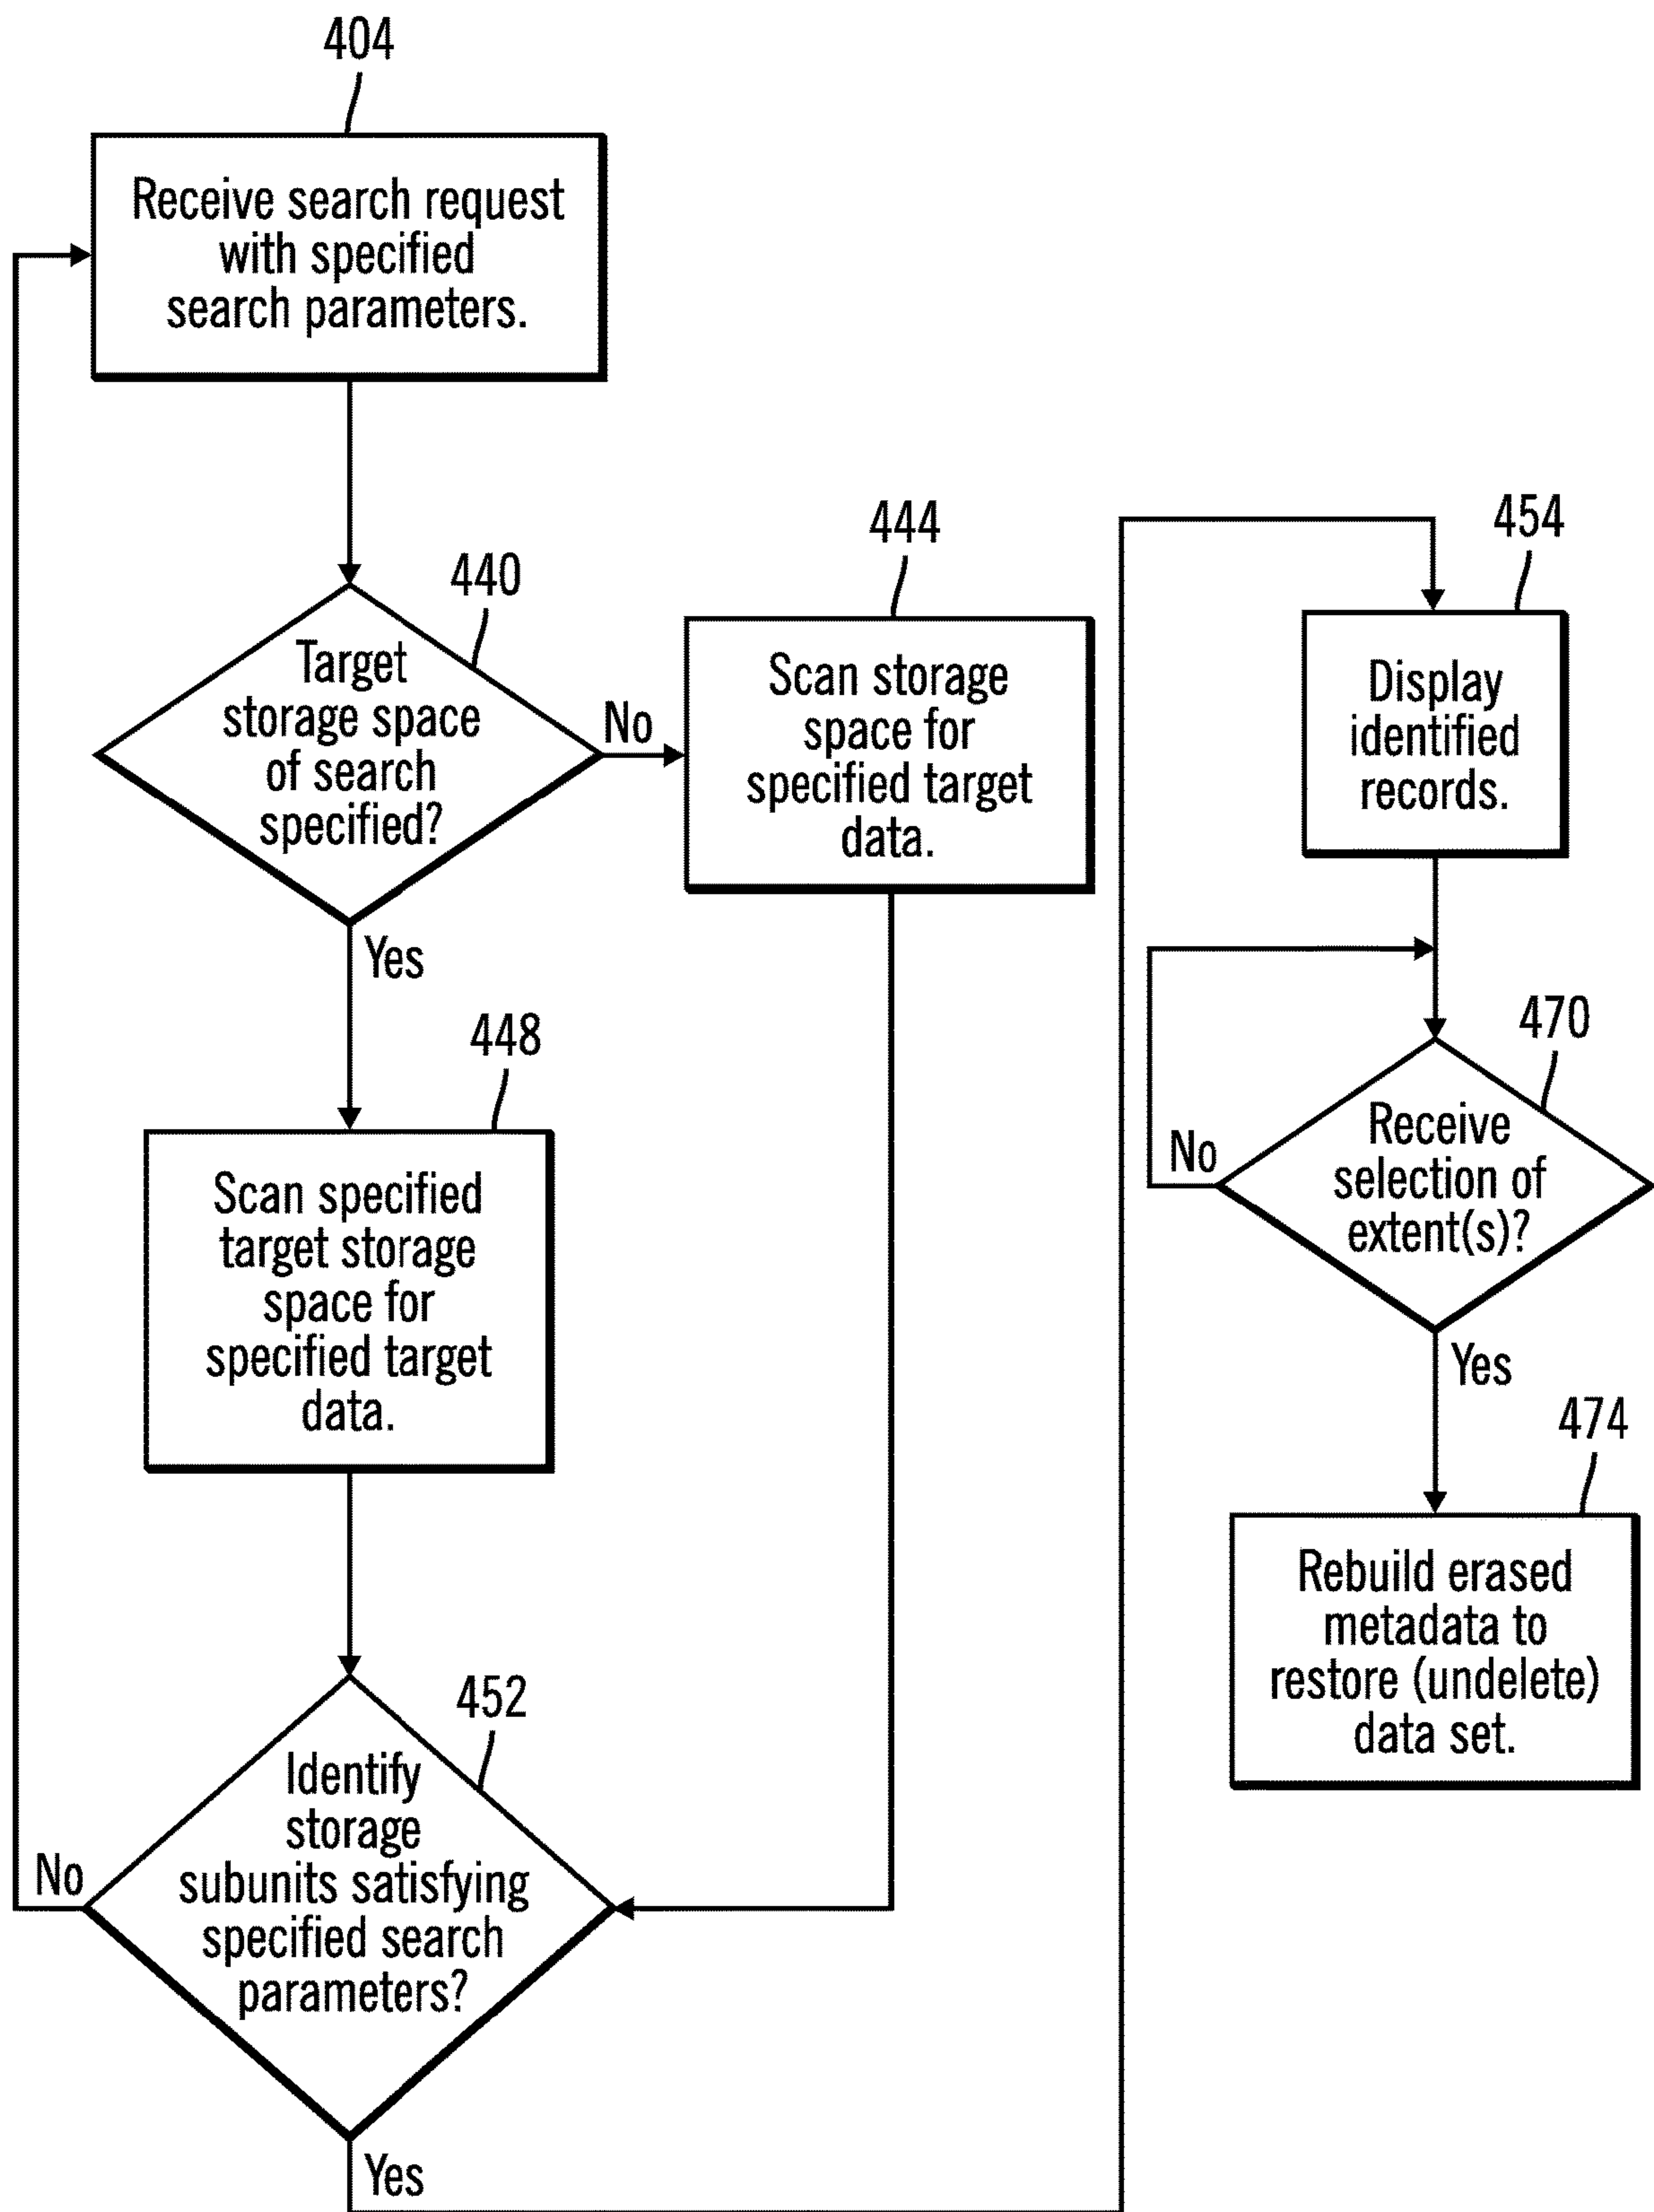 404
Receive search request
with specified
search parameters.
440
Target
storage space
of search
specified?
No
Yes
444
Scan storage
space for
specified target
data.
448
Scan specified
target storage
space for
specified target
data.
452
Identify
storage
subunits satisfying
specified search
parameters?
No
Yes
454
Display
identified
records.
470
Receive
selection of
extent(s)?
No
Yes
474
Rebuild erased
metadata to
restore (undelete)
data set.